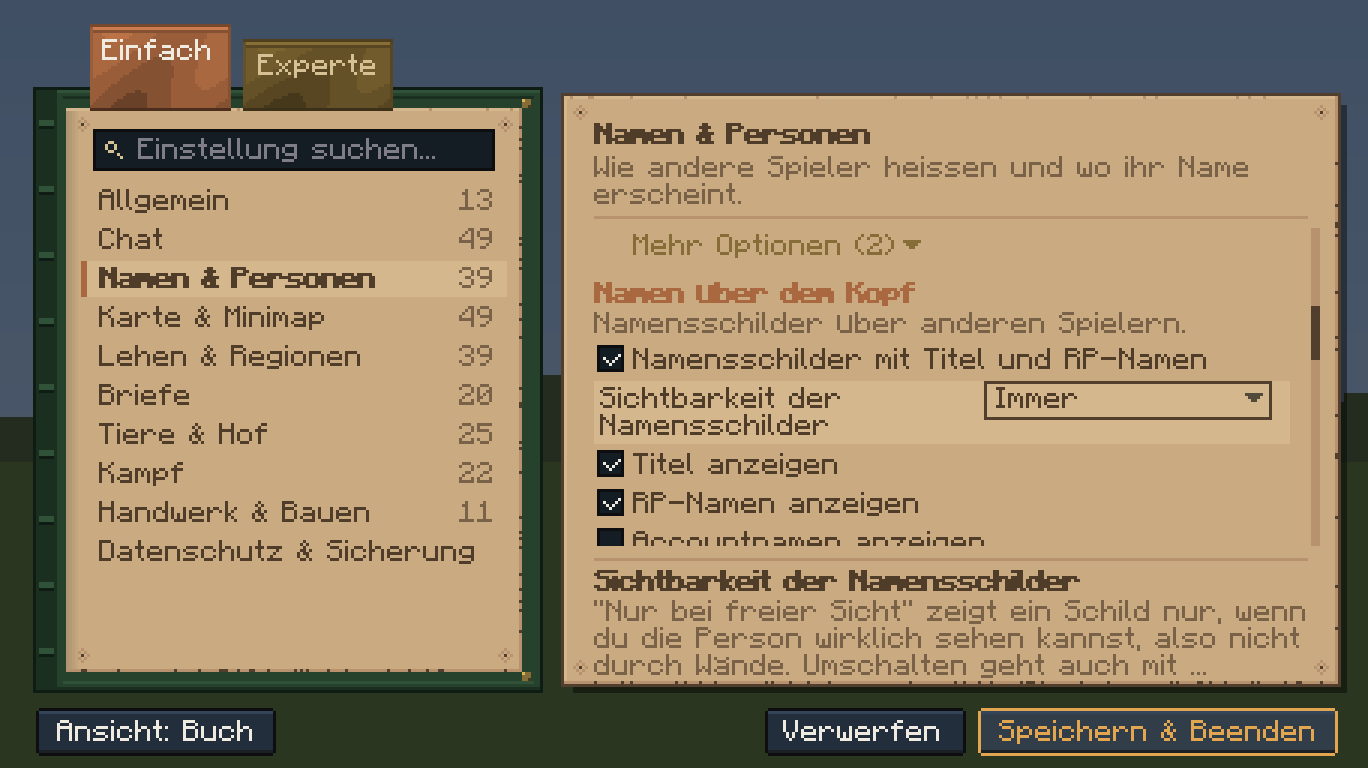 Einfach
Experte
Einstellung suchen...
Allgemein 13
Chat 49
Namen & Personen 39
Karte & Minimap 49
Lehen & Regionen 39
Briefe 20
Tiere & Hof 25
Kampf 22
Handwerk & Bauen 11
Datenschutz & Sicherung
Namen & Personen
Wie andere Spieler heissen und wo ihr Name
erscheint.
Mehr Optionen (2)
Namen über dem Kopf
Namensschilder über anderen Spielern.
Namensschilder mit Titel und RP-Namen
Sichtbarkeit der
Namensschilder
Immer
Titel anzeigen
RP-Namen anzeigen
Accountnamen anzeigen
Sichtbarkeit der Namensschilder
"Nur bei freier Sicht" zeigt ein Schild nur, wenn
du die Person wirklich sehen kannst, also nicht
durch Wände. Umschalten geht auch mit ...
Ansicht: Buch
Verwerfen
Speichern & Beenden